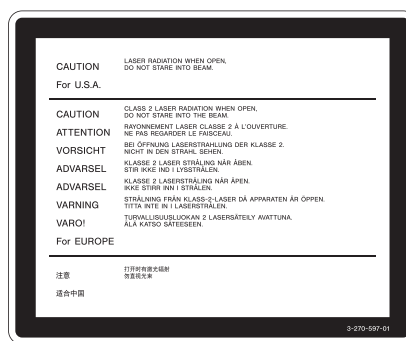 CAUTION
LASER RADIATION WHEN OPEN,
DO NOT STARE INTO BEAM.
For U.S.A.
CAUTION
CLASS 2 LASER RADIATION WHEN OPEN,
DO NOT STARE INTO THE BEAM.
ATTENTION
RAYONNEMENT LASER CLASSE 2 À L'OUVERTURE.
NE PAS REGARDER LE FAISCEAU.
VORSICHT
BEI ÖFFNUNG LASERSTRAHLUNG DER KLASSE 2.
NICHT IN DEN STRAHL SEHEN.
ADVARSEL
KLASSE 2 LASER STRÅLING NÅR ÅBEN.
STIR IKKE IND I LYSSTRÅLEN.
ADVARSEL
KLASSE 2 LASERSTRÅLING NÅR ÅPEN.
IKKE STIRR INN I STRÅLEN.
VARNING
STRÅLNING FRÅN KLASS-2-LASER DÅ APPARATEN ÄR ÖPPEN.
TITTA INTE IN I LASERSTRÅLEN.
VARO!
TURVALLISUUSLUOKAN 2 LASERSÄTEILY AVATTUNA.
ÄLÄ KATSO SÄTEESEEN.
For EUROPE
注意
打开时有激光辐射
勿直视光束
适合中国
3-270-597-01